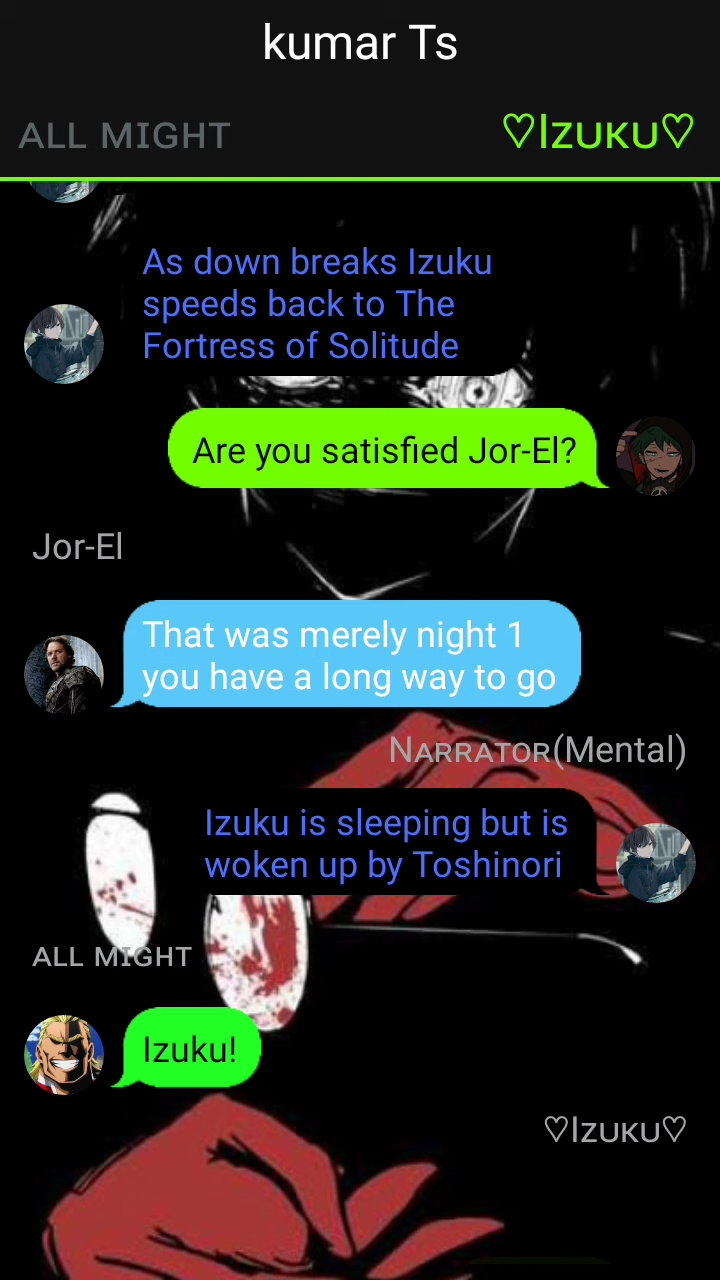 kumar Ts
ALL MIGHT
♡Izuku♡
As down breaks Izuku
speeds back to The
Fortress of Solitude
Are you satisfied Jor-El?
Jor-El
That was merely night 1
you have a long way to go
Narrator(Mental)
Izuku is sleeping but is
woken up by Toshinori
ALL MIGHT
Izuku!
♡Izuku♡